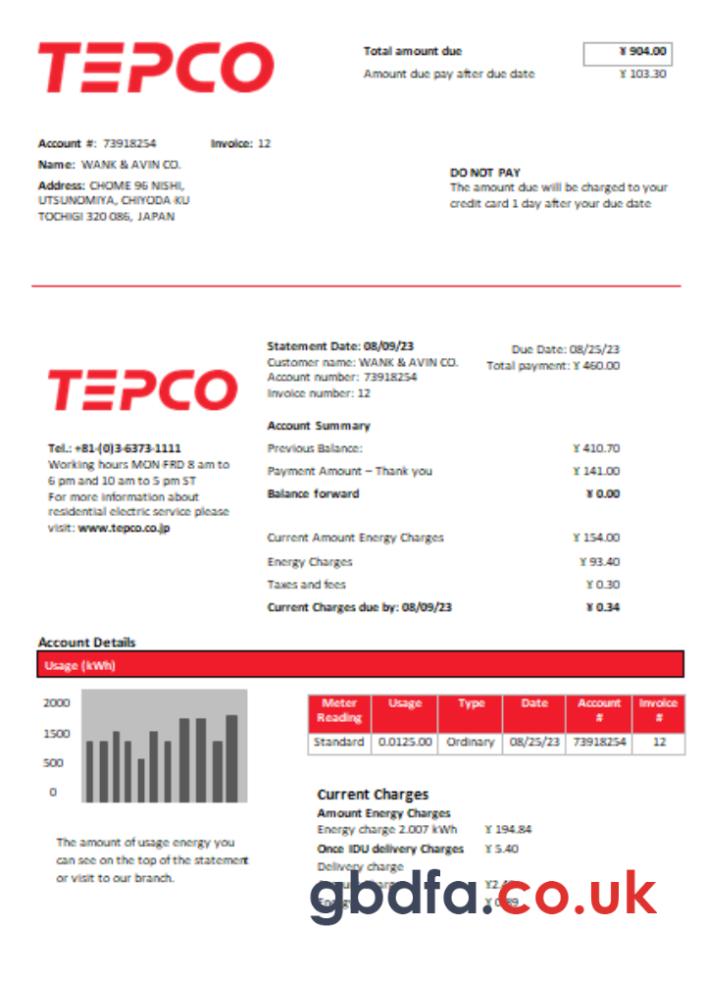 TEPCO
Total amount due ¥ 904.00
Amount due pay after due date ¥ 103.30
Account #: 73918254 Invoice: 12
Name: WANK & AVIN CO.
Address: CHOME 96 NISHI,
UTSUNOMIYA, CHIYODA KU
TOCHIGI 320 086, JAPAN
DO NOT PAY
The amount due will be charged to your
credit card 1 day after your due date
TEPCO
Tel.: +81-(0)3-6373-1111
Working hours MON-FRD 8 am to
6 pm and 10 am to 5 pm ST
For more information about
residential electric service please
visit: www.tepco.co.jp
Statement Date: 08/09/23
Customer name: WANK & AVIN CO.
Account number: 73918254
Invoice number: 12
Due Date: 08/25/23
Total payment: ¥ 460.00
Account Summary
Previous Balance: ¥ 410.70
Payment Amount – Thank you ¥ 141.00
Balance forward ¥ 0.00
Current Amount Energy Charges ¥ 154.00
Energy Charges ¥ 93.40
Taxes and fees ¥ 0.30
Current Charges due by: 08/09/23 ¥ 0.34
Account Details
Usage (kWh)
2000
1500
500
0
The amount of usage energy you
can see on the top of the statement
or visit to our branch.
Meter Reading Usage Type Date Account # Invoice #
Standard 0.0125.00 Ordinary 08/25/23 73918254 12
Current Charges
Amount Energy Charges
Energy charge 2.007 kWh ¥ 194.84
Once IDU delivery Charges ¥ 5.40
Delivery charge
gbdfa.co.uk